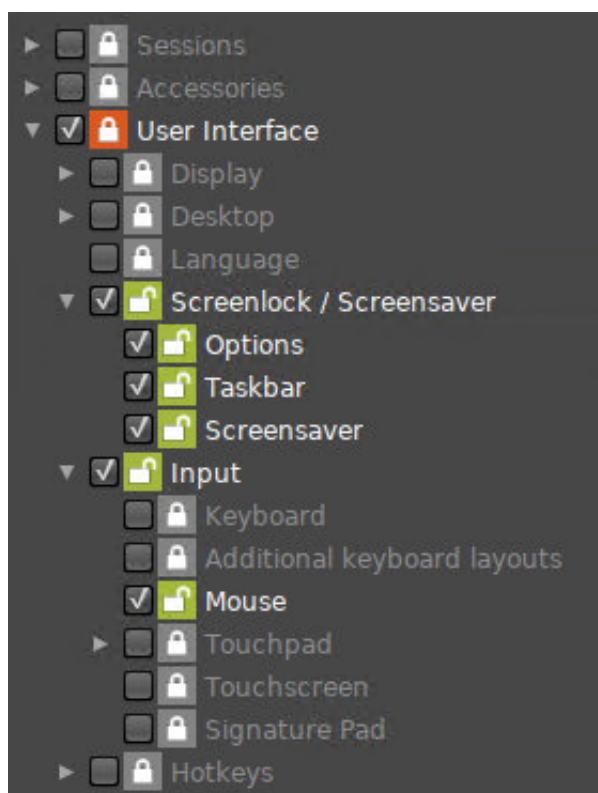 Sessions
Accessories
User Interface
Display
Desktop
Language
Screenlock / Screensaver
Options
Taskbar
Screensaver
Input
Keyboard
Additional keyboard layouts
Mouse
Touchpad
Touchscreen
Signature Pad
Hotkeys